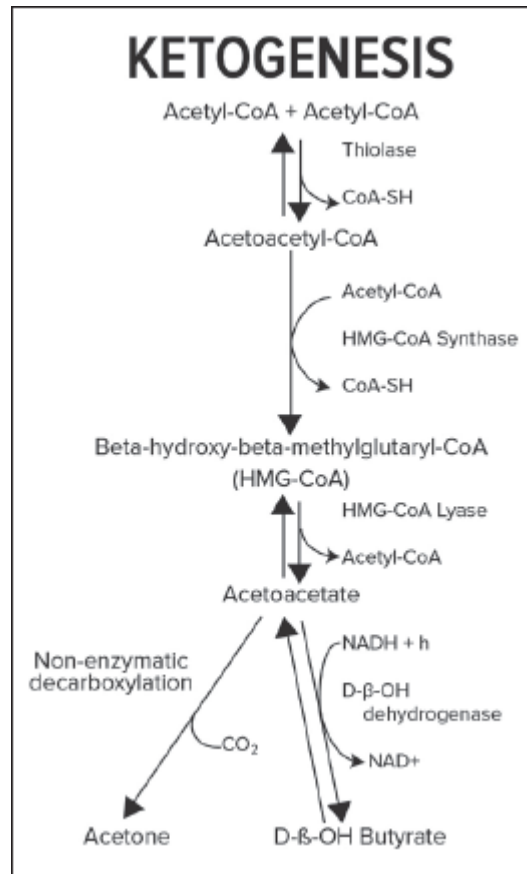 KETOGENESIS
Acetyl-CoA + Acetyl-CoA
Thiolase
CoA-SH
Acetoacetyl-CoA
Acetyl-CoA
HMG-CoA Synthase
CoA-SH
Beta-hydroxy-beta-methylglutaryl-CoA
(HMG-CoA)
HMG-CoA Lyase
Acetyl-CoA
Acetoacetate
Non-enzymatic
decarboxylation
CO₂
NADH + h
D-β-OH
dehydrogenase
NAD+
Acetone
D-ß-OH Butyrate